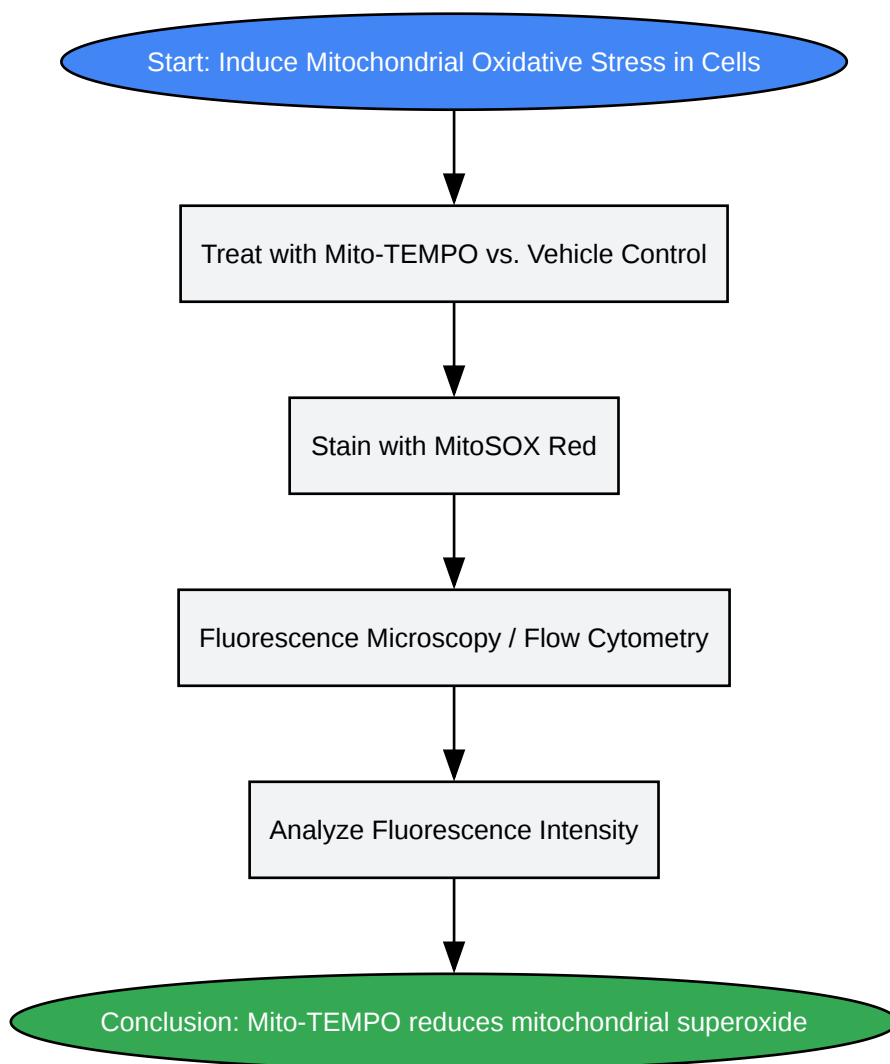 Start: Induce Mitochondrial Oxidative Stress in Cells
Treat with Mito-TEMPO vs. Vehicle Control
Stain with MitoSOX Red
Fluorescence Microscopy / Flow Cytometry
Analyze Fluorescence Intensity
Conclusion: Mito-TEMPO reduces mitochondrial superoxide